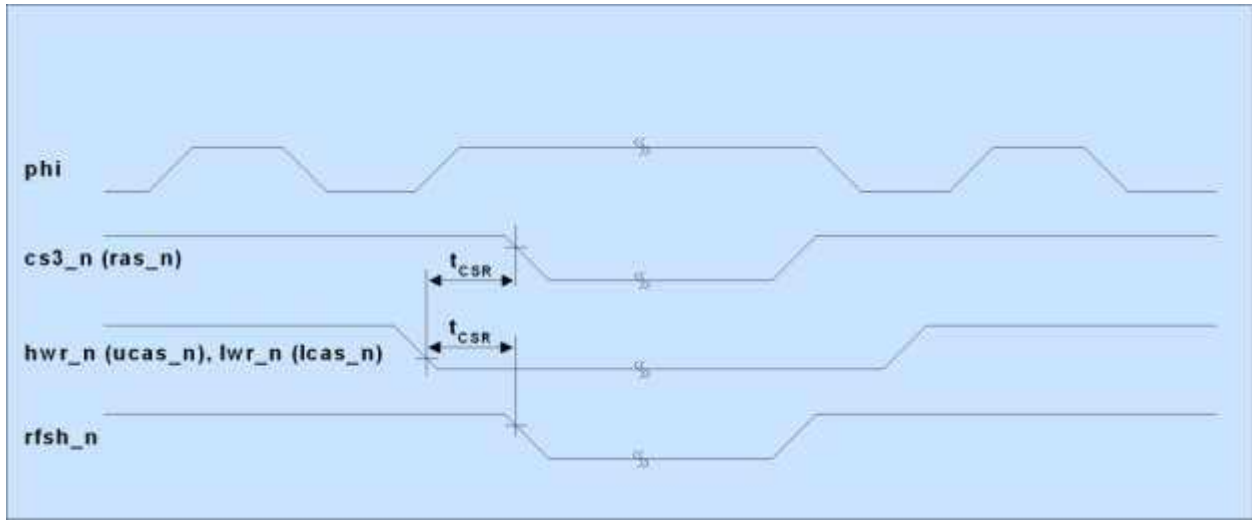 phi
cs3_n (ras_n)
tCSR
tCSR
hwr_n (ucas_n), lwr_n (lcas_n)
rfsh_n